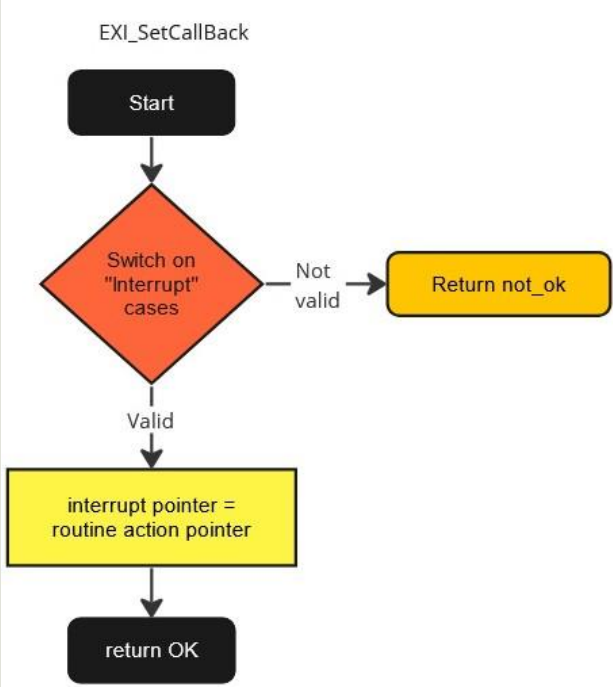 EXI_SetCallBack
Start
Switch on
"Interrupt"
cases
Not
valid
Return not_ok
Valid
interrupt pointer =
routine action pointer
return OK